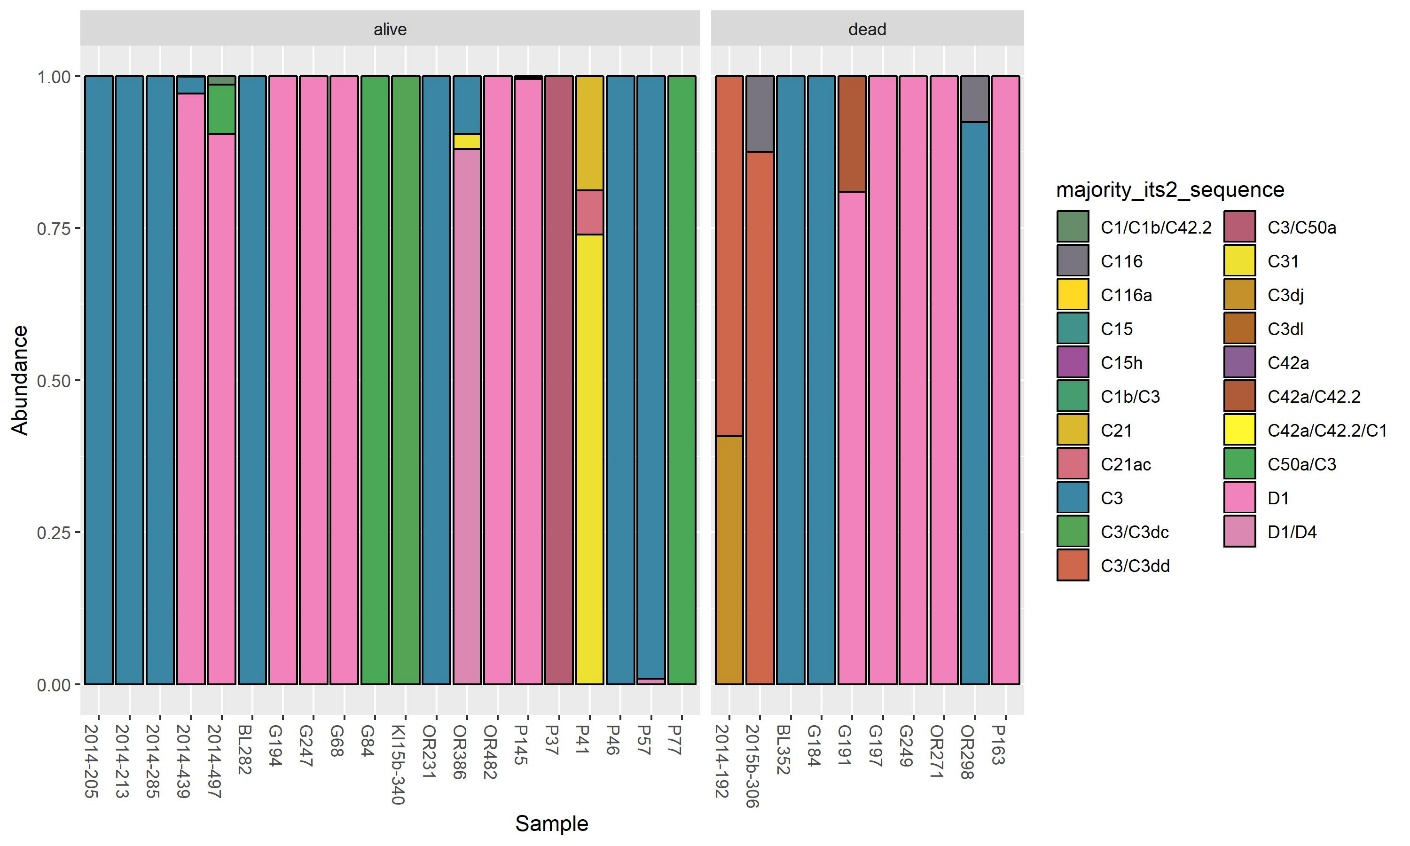 alive dead
1.00
0.75
0.50
0.25
0.00
Abundance
2014-205 2014-213 2014-285 2014-439 2014-497 BL282 G194 G247 G68 G84 KI15b-340 OR231 OR386 OR482 P145 P37 P41 P46 P57 P77 2014-192 2015b-306 BL352 G184 G191 G197 G249 OR271 OR298 P163
Sample
majority_its2_sequence
C1/C1b/C42.2 C3/C50a
C116 C31
C116a C3dj
C15 C3dl
C15h C42a
C1b/C3 C42a/C42.2
C21 C42a/C42.2/C1
C21ac C50a/C3
C3 D1
C3/C3dc D1/D4
C3/C3dd